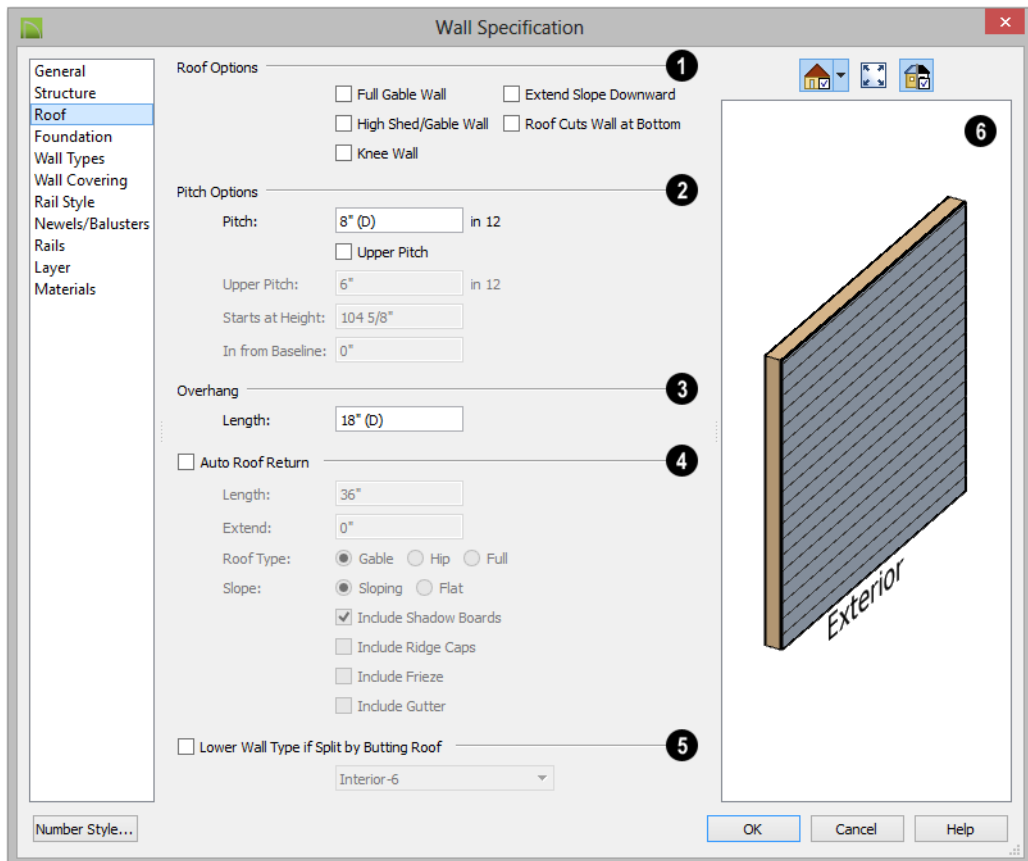 Wall Specification
General
Structure
Roof
Foundation
Wall Types
Wall Covering
Rail Style
Newels/Balusters
Rails
Layer
Materials
Roof Options 1
Full Gable Wall Extend Slope Downward
High Shed/Gable Wall Roof Cuts Wall at Bottom
Knee Wall
Pitch Options 2
Pitch: 8" (D) in 12
Upper Pitch
Upper Pitch: 6" in 12
Starts at Height: 104 5/8"
In from Baseline: 0"
Overhang 3
Length: 18" (D)
Auto Roof Return 4
Length: 36"
Extend: 0"
Roof Type: Gable Hip Full
Slope: Sloping Flat
Include Shadow Boards
Include Ridge Caps
Include Frieze
Include Gutter
Lower Wall Type if Split by Butting Roof 5
Interior-6
6
Exterior
Number Style... OK Cancel Help